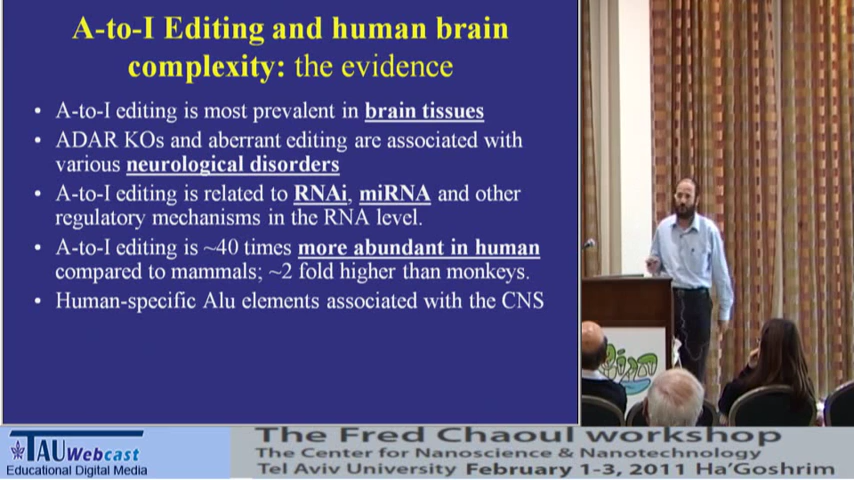 A-to-I Editing and human brain
complexity: the evidence
• A-to-I editing is most prevalent in brain tissues
• ADAR KOs and aberrant editing are associated with
various neurological disorders
• A-to-I editing is related to RNAi, miRNA and other
regulatory mechanisms in the RNA level.
• A-to-I editing is ~40 times more abundant in human
compared to mammals; ~2 fold higher than monkeys.
• Human-specific Alu elements associated with the CNS
TAU Webcast
Educational Digital Media
The Fred Chaoul workshop
The Center for Nanoscience & Nanotechnology
Tel Aviv University February 1-3, 2011 Ha'Goshrim